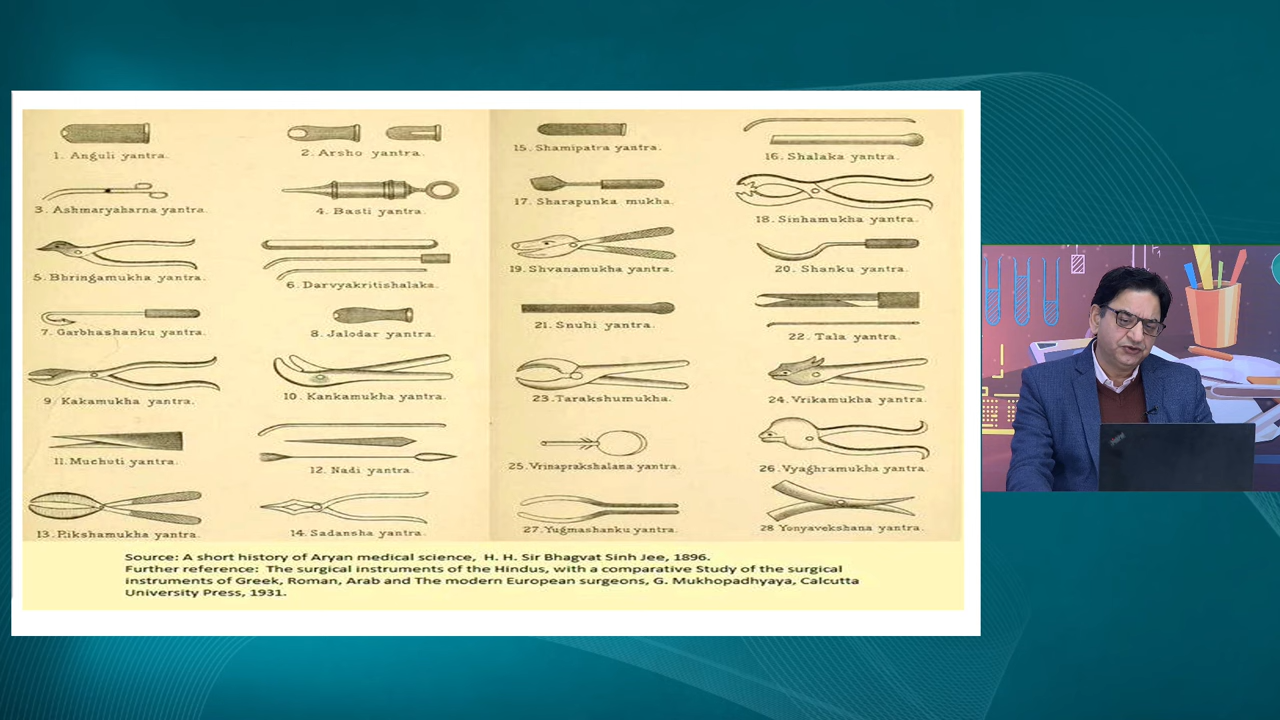 1. Anguli yantra.
2. Arsho yantra.
3. Ashmaryaharna yantra.
4. Basti yantra.
5. Bhringamukha yantra.
6. Darvyakritishalaka.
7. Garbhashanku yantra.
8. Jalodar yantra.
9. Kakamukha yantra.
10. Kankamukha yantra.
11. Muchuti yantra.
12. Nadi yantra.
13. Rikshamukha yantra.
14. Sadansha yantra.
15. Shamipatra yantra.
16. Shalaka yantra.
17. Sharapunka mukha.
18. Sinhamukha yantra.
19. Shvanamukha yantra.
20. Shanku yantra.
21. Snuhi yantra.
22. Tala yantra.
23. Tarakshumukha.
24. Vrikamukha yantra.
25. Vrinaprakshalana yantra.
26. Vyaghramukha yantra.
27. Yugmashanku yantra.
28 Yonyavekshana yantra.
Source: A short history of Aryan medical science, H. H. Sir Bhagvat Sinh Jee, 1896.
Further reference: The surgical instruments of the Hindus, with a comparative Study of the surgical
instruments of Greek, Roman, Arab and The modern European surgeons, G. Mukhopadhyaya, Calcutta
University Press, 1931.
ThinkPad